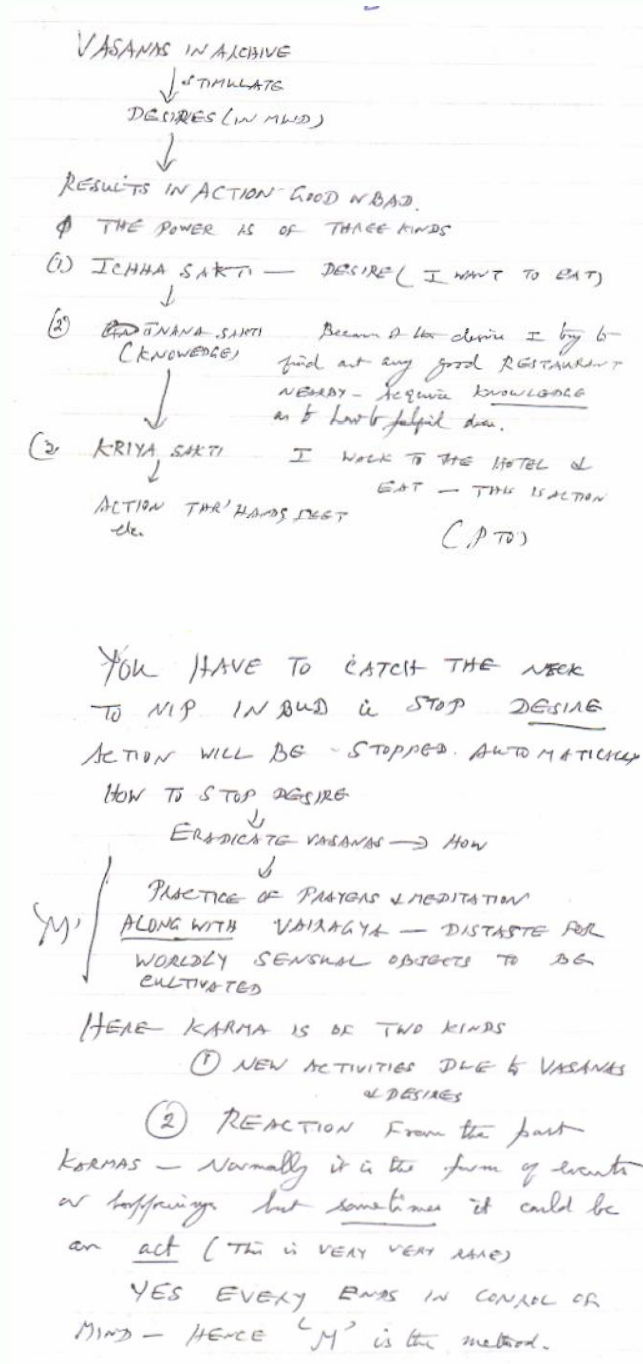 VASANAS IN ARCHIVE
↓ STIMULATE
DESIRES (IN MIND)
↓
RESULTS IN ACTION GOOD OR BAD.
THE POWER IS OF THREE KINDS
(1) ICHHA SAKTI — DESIRE ( I WANT TO EAT)
↓
(2) JNANA SAKTI Because of the desire I try to
(KNOWEDGE) find out any good RESTAURANT
NEARBY - Acquire KNOWLEDGE
↓ as to how to fulfil desire.
(3 KRIYA SAKTI I WALK TO THE HOTEL &
↓ EAT — THIS IS ACTION
ACTION THR' HANDS FEET
etc.
(P TO)
YOU HAVE TO CATCH THE NECK
TO NIP IN BUD ie STOP DESIRE
ACTION WILL BE STOPPED. AUTOMATICALLY
HOW TO STOP DESIRE
↓
ERADICATE VASANAS → HOW
↓
PRACTICE OF PRAYERS & MEDITATION
'M' ALONG WITH VAIRAGYA — DISTASTE FOR
WORLDLY SENSUAL OBJECTS TO BE
CULTIVATED
HERE KARMA IS OF TWO KINDS
(1) NEW ACTIVITIES DUE to VASANAS
& DESIRES
(2) REACTION From the past
KARMAS — Normally it is the form of events
or happenings but sometimes it could be
an act ( This is VERY VERY RARE)
YES EVERY ENDS IN CONROL OF
MIND — HENCE 'M' is the method.